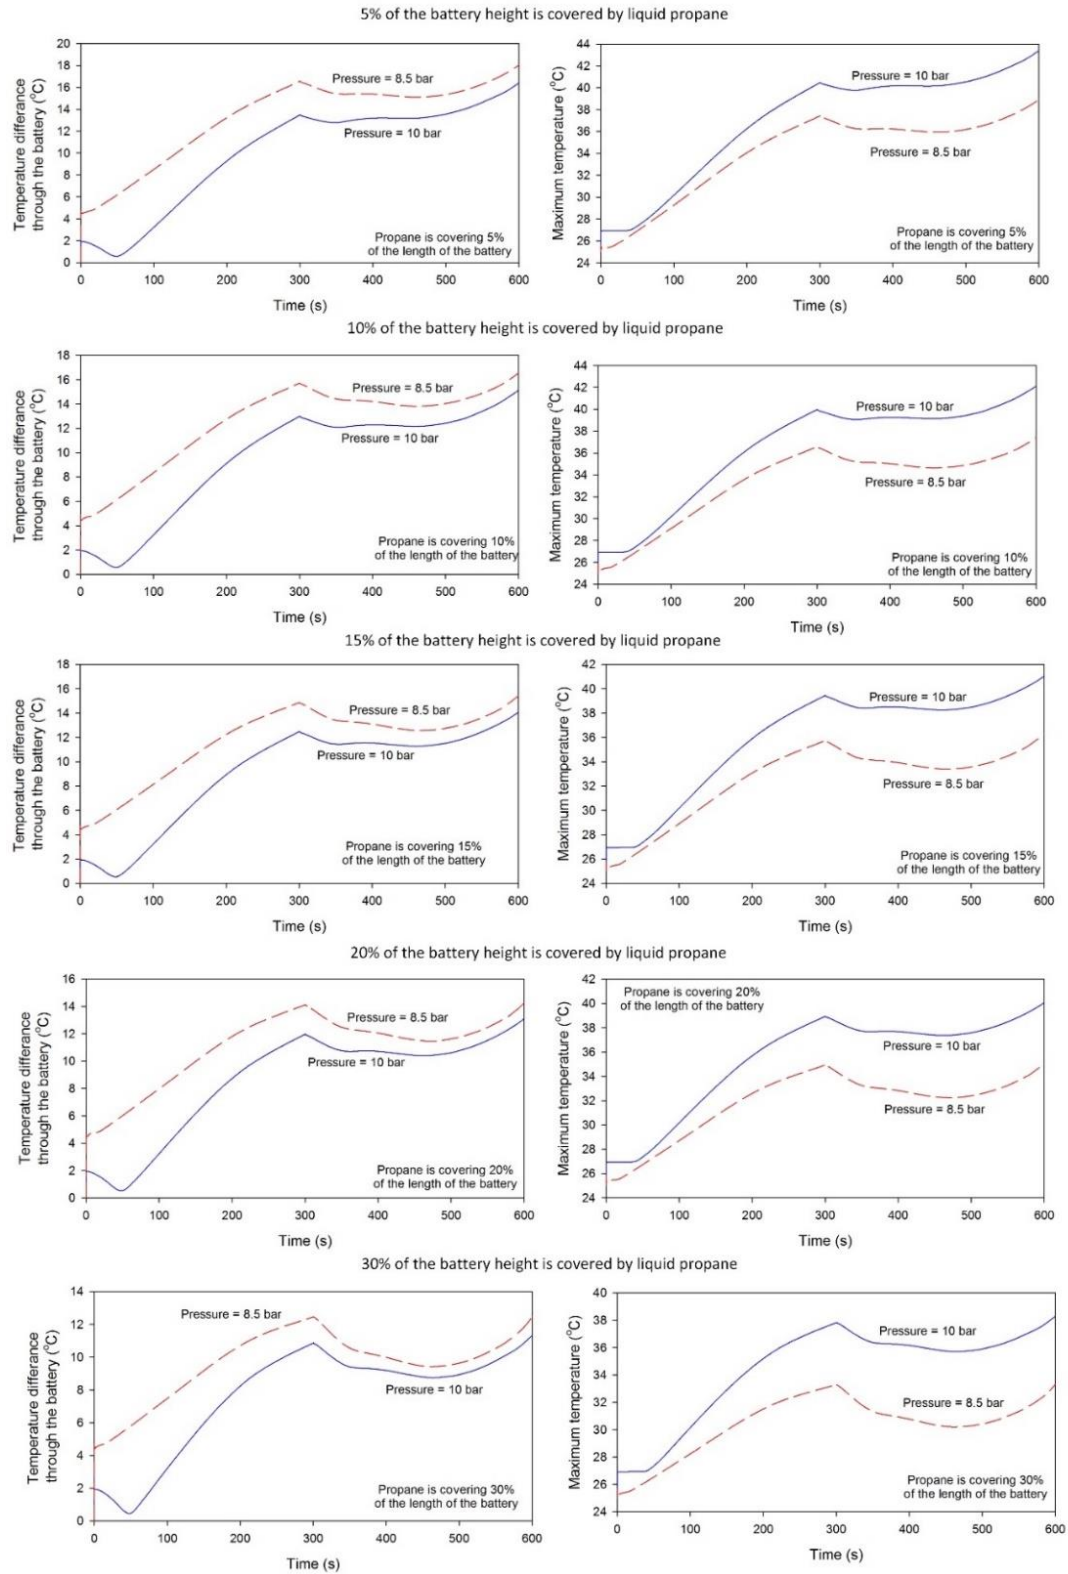 5% of the battery height is covered by liquid propane
Temperature differance
through the battery (°C)
20
18
16
14
12
10
8
6
4
2
0
Pressure = 8.5 bar
Pressure = 10 bar
Propane is covering 5%
of the length of the battery
0 100 200 300 400 500 600
Time (s)
Maximum temperature (°C)
44
42
40
38
36
34
32
30
28
26
24
Pressure = 10 bar
Pressure = 8.5 bar
Propane is covering 5%
of the length of the battery
0 100 200 300 400 500 600
Time (s)
10% of the battery height is covered by liquid propane
Temperature differance
through the battery (°C)
18
16
14
12
10
8
6
4
2
0
Pressure = 8.5 bar
Pressure = 10 bar
Propane is covering 10%
of the length of the battery
0 100 200 300 400 500 600
Time (s)
Maximum temperature (°C)
44
42
40
38
36
34
32
30
28
26
24
Pressure = 10 bar
Pressure = 8.5 bar
Propane is covering 10%
of the length of the battery
0 100 200 300 400 500 600
Time (s)
15% of the battery height is covered by liquid propane
Temperature differance
through the battery (°C)
18
16
14
12
10
8
6
4
2
0
Pressure = 8.5 bar
Pressure = 10 bar
Propane is covering 15%
of the length of the battery
0 100 200 300 400 500 600
Time (s)
Maximum temperature (°C)
42
40
38
36
34
32
30
28
26
24
Pressure = 10 bar
Pressure = 8.5 bar
Propane is covering 15%
of the length of the battery
0 100 200 300 400 500 600
Time (s)
20% of the battery height is covered by liquid propane
Temperature differance
through the battery (°C)
16
14
12
10
8
6
4
2
0
Pressure = 8.5 bar
Pressure = 10 bar
Propane is covering 20%
of the length of the battery
0 100 200 300 400 500 600
Time (s)
Maximum temperature (°C)
42
40
38
36
34
32
30
28
26
24
Propane is covering 20%
of the length of the battery
Pressure = 10 bar
Pressure = 8.5 bar
0 100 200 300 400 500 600
Time (s)
30% of the battery height is covered by liquid propane
Temperature differance
through the battery (°C)
14
12
10
8
6
4
2
0
Pressure = 8.5 bar
Pressure = 10 bar
Propane is covering 30%
of the length of the battery
0 100 200 300 400 500 600
Time (s)
Maximum temperature (°C)
40
38
36
34
32
30
28
26
24
Pressure = 10 bar
Pressure = 8.5 bar
Propane is covering 30%
of the length of the battery
0 100 200 300 400 500 600
Time (s)